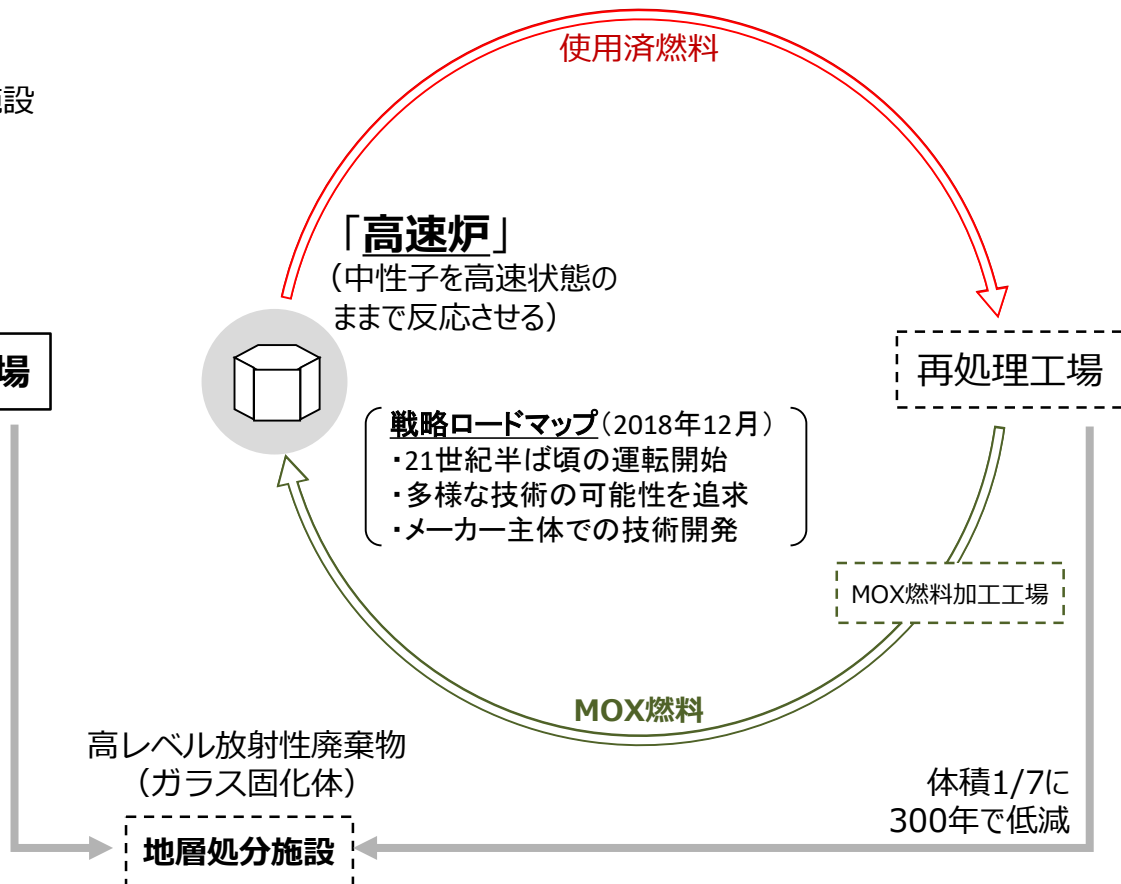 使用済燃料
設
「高速炉」
（中性子を高速状態の
ままで反応させる）
場
再処理工場
戦略ロードマップ（2018年12月）
・21世紀半ば頃の運転開始
・多様な技術の可能性を追求
・メーカー主体での技術開発
MOX燃料加工工場
MOX燃料
高レベル放射性廃棄物
（ガラス固化体）
体積1/7に
300年で低減
地層処分施設